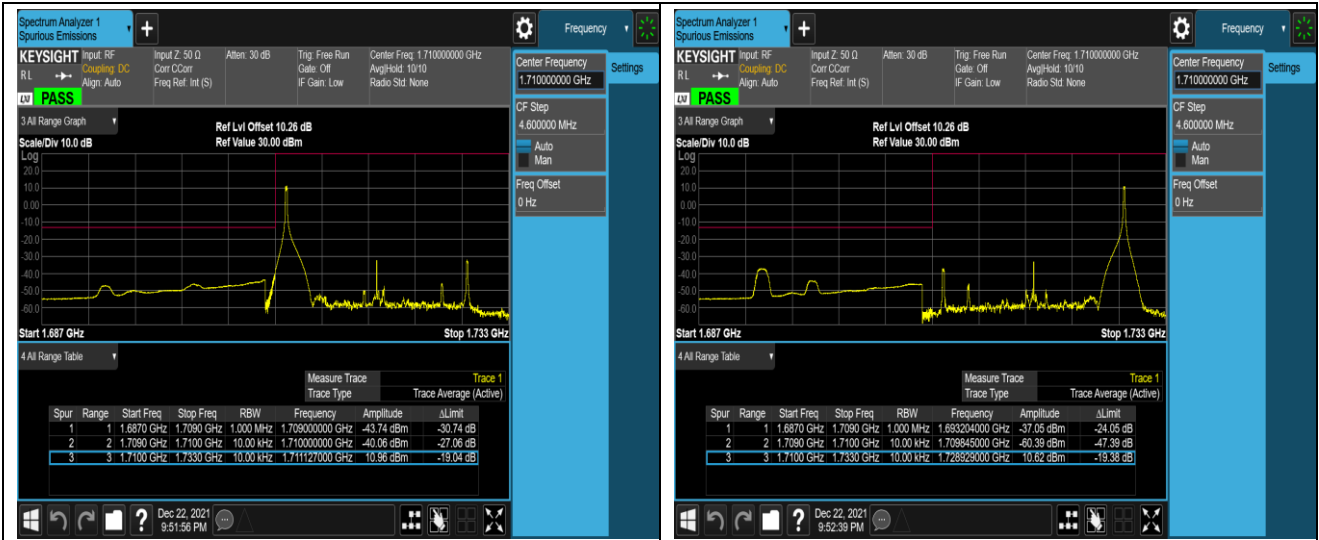 Spectrum Analyzer 1
Spurious Emissions
+
Frequency
KEYSIGHT Input: RF Input Z: 50 Ω Atten: 30 dB Trig: Free Run Center Freq: 1.710000000 GHz
Coupling: DC Corr CCorr Gate: Off Avg|Hold: 10/10
RL Align: Auto Freq Ref: Int (S) IF Gain: Low Radio Std: None
LXI PASS
Center Frequency
1.710000000 GHz
Settings
CF Step
4.600000 MHz
Auto
Man
Freq Offset
0 Hz
3 All Range Graph
Ref Lvl Offset 10.26 dB
Scale/Div 10.0 dB Ref Value 30.00 dBm
Log
20.0
10.0
0.00
-10.0
-20.0
-30.0
-40.0
-50.0
-60.0
Start 1.687 GHz Stop 1.733 GHz
4 All Range Table
Measure Trace Trace 1
Trace Type Trace Average (Active)
Spur Range Start Freq Stop Freq RBW Frequency Amplitude ΔLimit
1 1 1.6870 GHz 1.7090 GHz 1.000 MHz 1.709000000 GHz -43.74 dBm -30.74 dB
2 2 1.7090 GHz 1.7100 GHz 10.00 kHz 1.710000000 GHz -40.06 dBm -27.06 dB
3 3 1.7100 GHz 1.7330 GHz 10.00 kHz 1.711127000 GHz 10.96 dBm -19.04 dB
? Dec 22, 2021
9:51:56 PM
Spectrum Analyzer 1
Spurious Emissions
+
Frequency
KEYSIGHT Input: RF Input Z: 50 Ω Atten: 30 dB Trig: Free Run Center Freq: 1.710000000 GHz
Coupling: DC Corr CCorr Gate: Off Avg|Hold: 10/10
RL Align: Auto Freq Ref: Int (S) IF Gain: Low Radio Std: None
LXI PASS
Center Frequency
1.710000000 GHz
Settings
CF Step
4.600000 MHz
Auto
Man
Freq Offset
0 Hz
3 All Range Graph
Ref Lvl Offset 10.26 dB
Scale/Div 10.0 dB Ref Value 30.00 dBm
Log
20.0
10.0
0.00
-10.0
-20.0
-30.0
-40.0
-50.0
-60.0
Start 1.687 GHz Stop 1.733 GHz
4 All Range Table
Measure Trace Trace 1
Trace Type Trace Average (Active)
Spur Range Start Freq Stop Freq RBW Frequency Amplitude ΔLimit
1 1 1.6870 GHz 1.7090 GHz 1.000 MHz 1.693204000 GHz -37.05 dBm -24.05 dB
2 2 1.7090 GHz 1.7100 GHz 10.00 kHz 1.709845000 GHz -60.39 dBm -47.39 dB
3 3 1.7100 GHz 1.7330 GHz 10.00 kHz 1.728929000 GHz 10.62 dBm -19.38 dB
? Dec 22, 2021
9:52:39 PM